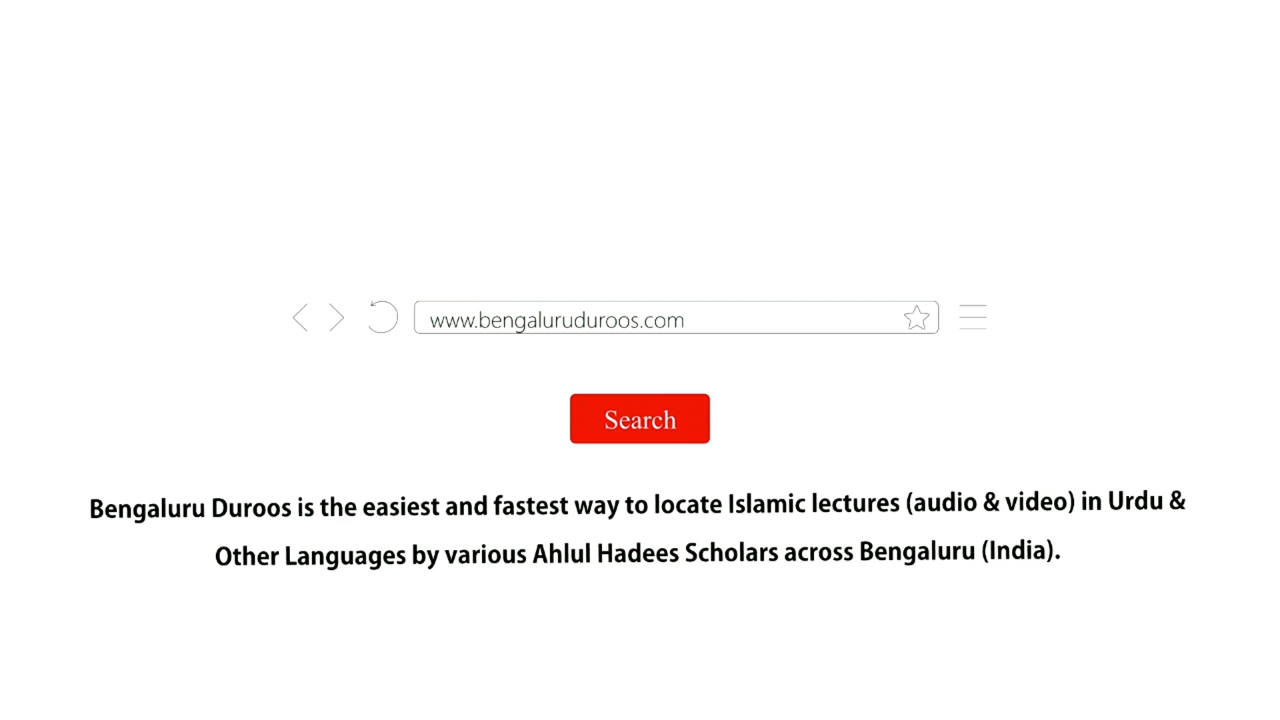 www.bengaluruduroos.com
Search
Bengaluru Duroos is the easiest and fastest way to locate Islamic lectures (audio & video) in Urdu &
Other Languages by various Ahlul Hadees Scholars across Bengaluru (India).